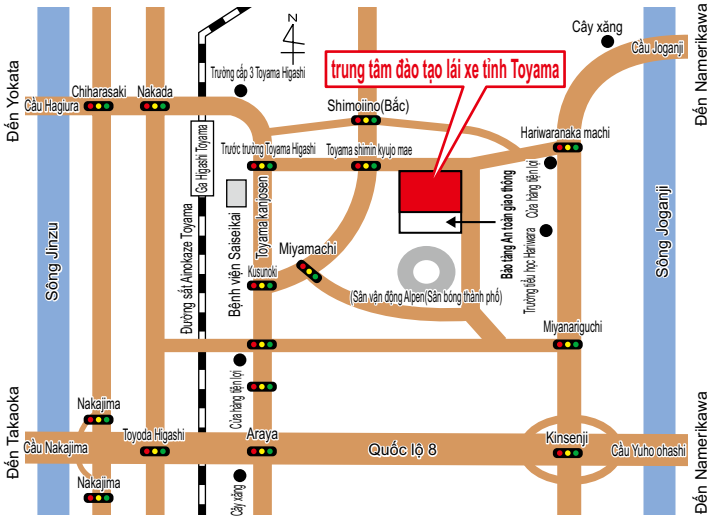 Cây xăng
Cầu Joganji
Đến Namerikawa
Z
Trường cấp 3 Toyama Higashi
trung tâm đào tạo lái xe tỉnh Toyama
Đến Yokata
Cầu Hagiura
Chiharasaki
Nakada
Shimoiino(Bắc)
Hariwaranaka machi
Ga Higashi Toyama
Trước trường Toyama Higashi
Toyama shimin kyujo mae
Cửa hàng tiện lợi
Bảo tàng An toàn giao thông
Trường tiểu học Hariwara
Toyama kanjosen
Bệnh viện Saiseikai
Đường sắt Ainokaze Toyama
Sông Jinzu
Sông Joganji
Miyamachi
Kusunoki
(Sân vận động Alpen(Sân bóng thành phố)
Miyanariguchi
Cửa hàng tiện lợi
Đến Takaoka
Nakajima
Cầu Nakajima
Toyoda Higashi
Araya
Quốc lộ 8
Kinsenji
Cầu Yuho ohashi
Đến Namerikawa
Nakajima
Cây xăng